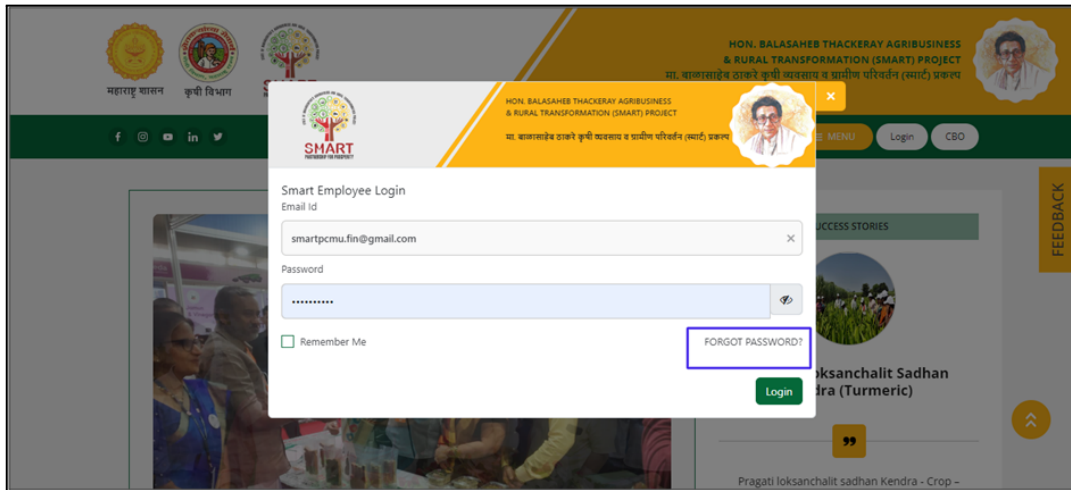 HON. BALASAHEB THACKERAY AGRIBUSINESS
& RURAL TRANSFORMATION (SMART) PROJECT
मा. बाळासाहेब ठाकरे कृषी व्यवसाय व ग्रामीण परिवर्तन (स्मार्ट) प्रकल्प
महाराष्ट्र शासन
कृषी विभाग
MENU
Login
CBO
SMART
PARTNERSHIP FOR PROSPERITY
HON. BALASAHEB THACKERAY AGRIBUSINESS
& RURAL TRANSFORMATION (SMART) PROJECT
मा. बाळासाहेब ठाकरे कृषी व्यवसाय व ग्रामीण परिवर्तन (स्मार्ट) प्रकल्प
Smart Employee Login
Email Id
smartpcmu.fin@gmail.com
Password
Remember Me
FORGOT PASSWORD?
Login
FEEDBACK
SUCCESS STORIES
loksanchalit Sadhan
(Turmeric)
Pragati loksanchalit sadhan Kendra - Crop –